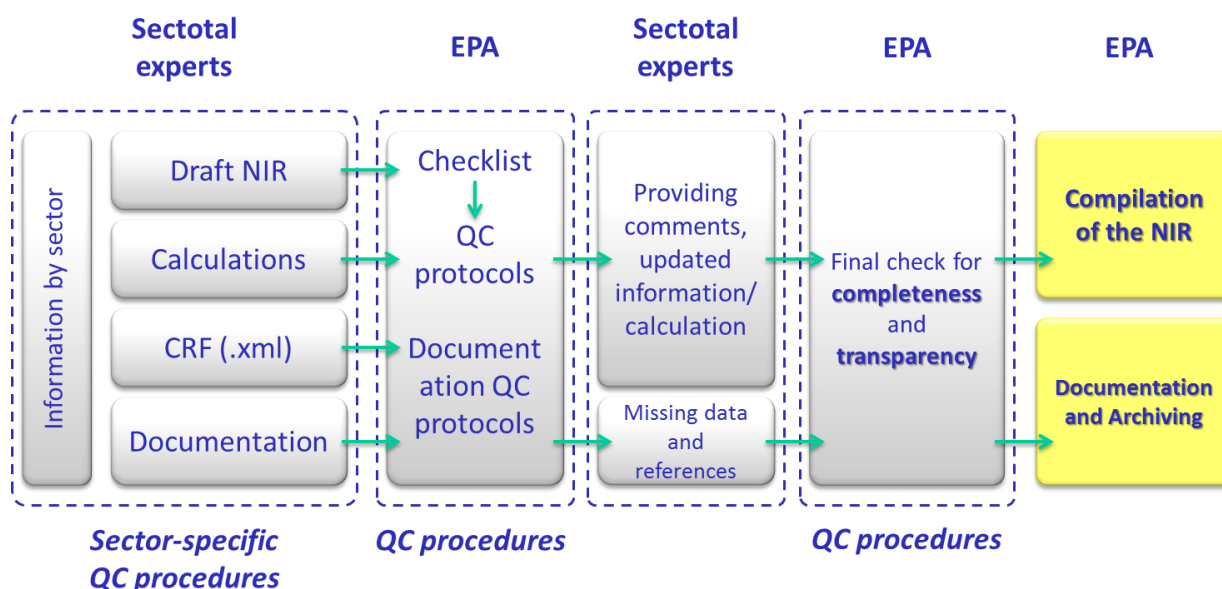 Sectotal
experts
EPA
Sectotal
experts
EPA
EPA
Information by sector
Draft NIR
Calculations
CRF (.xml)
Documentation
Checklist
QC
protocols
Document
ation QC
protocols
Providing
comments,
updated
information/
calculation
Missing data
and
references
Final check for
completeness
and
transparency
Compilation
of the NIR
Documentation
and Archiving
Sector-specific
QC procedures
QC procedures
QC procedures